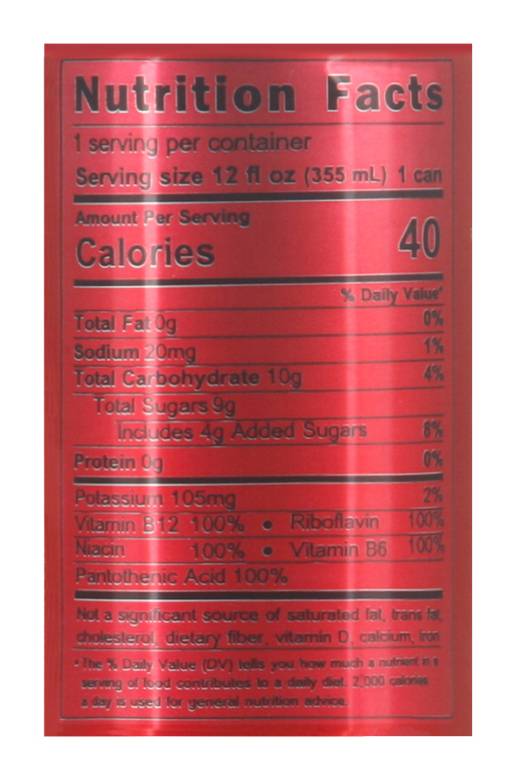 Nutrition Facts
1 serving per container
Serving size 12 fl oz (355 mL) 1 can
Amount Per Serving
Calories 40
% Daily Value*
Total Fat 0g 0%
Sodium 20mg 1%
Total Carbohydrate 10g 4%
Total Sugars 9g
Includes 4g Added Sugars 8%
Protein 0g 0%
Potassium 105mg 2%
Vitamin B12 100% • Riboflavin 100%
Niacin 100% • Vitamin B6 100%
Pantothenic Acid 100%
Not a significant source of saturated fat, trans fat,
cholesterol, dietary fiber, vitamin D, calcium, iron
* The % Daily Value (DV) tells you how much a nutrient in a
serving of food contributes to a daily diet. 2,000 calories
a day is used for general nutrition advice.